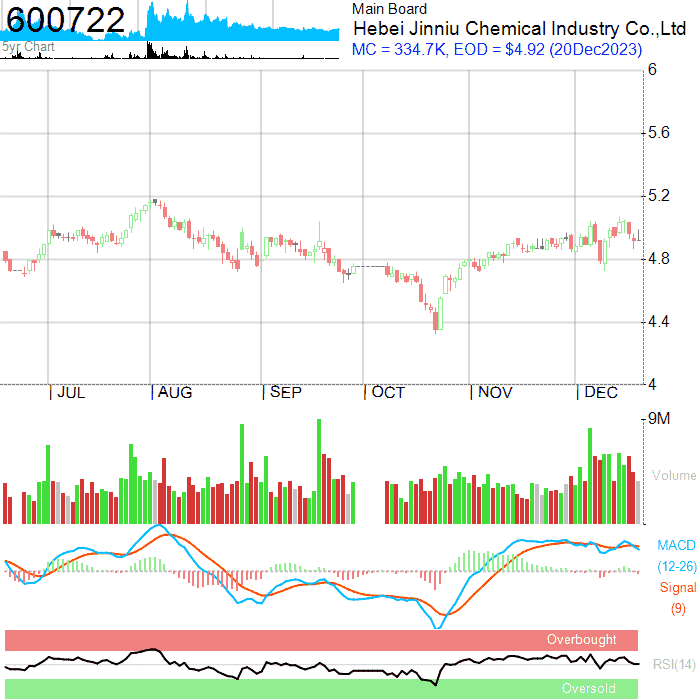 600722
5yr Chart
Main Board
Hebei Jinniu Chemical Industry Co.,Ltd
MC = 334.7K, EOD = $4.92 (20Dec2023)
6
5.6
5.2
4.8
4.4
4
| JUL | AUG | SEP | OCT | NOV | DEC
9M
Volume
MACD
(12-26)
Signal
(9)
Overbought
RSI(14)
Oversold